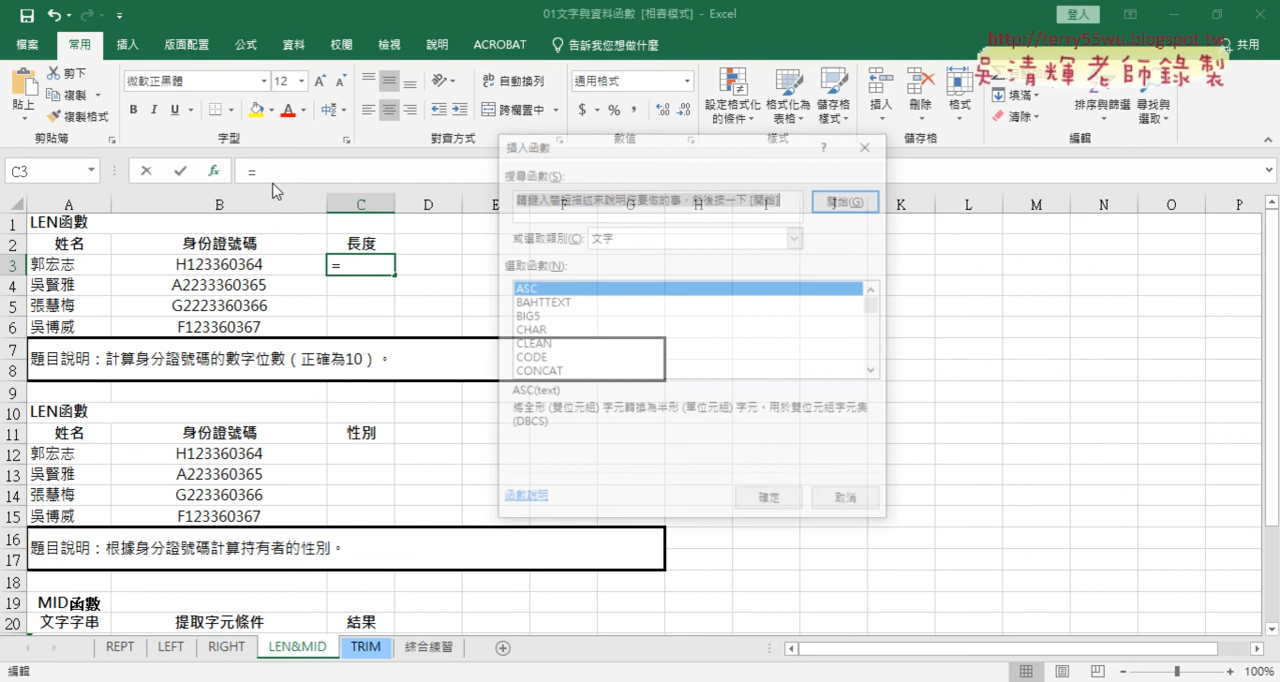 01文字與資料函數 [相容模式] - Excel
登入
檔案 常用 插入 版面配置 公式 資料 校閱 檢視 說明 ACROBAT 告訴我您想做什麼 共用
http://terry55wu.blogspot.tw
吳清輝老師錄製
貼上 剪下 複製 複製格式 剪貼簿
微軟正黑體 12 B I U A 中 字型
自動換列 跨欄置中 對齊方式
通用格式 $ % 數值
設定格式化的條件 格式化為表格 儲存格樣式 樣式
插入 刪除 格式 儲存格
填滿 清除 排序與篩選 尋找與選取 編輯
C3 fx =
A B C D E F G H I J K L M N O P
1 LEN函數
2 姓名 身份證號碼 長度
3 郭宏志 H123360364 =
4 吳賢雅 A2233360365
5 張慧梅 G2223360366
6 吳博威 F123360367
7 題目說明：計算身分證號碼的數字位數（正確為10）。
8
9
10 LEN函數
11 姓名 身份證號碼 性別
12 郭宏志 H123360364
13 吳賢雅 A223360365
14 張慧梅 G223360366
15 吳博威 F123360367
16 題目說明：根據身分證號碼計算持有者的性別。
17
18
19 MID函數
20 文字字串 提取字元條件 結果
插入函數 ?
搜尋函數(S):
請鍵入簡短描述來說明您要做的事，然後按一下 [開始]
開始(G)
或選取類別(C): 文字
選取函數(N):
ASC
BAHTTEXT
BIG5
CHAR
CLEAN
CODE
CONCAT
ASC(text)
將全形 (雙位元組) 字元轉換為半形 (單位元組) 字元。用於雙位元組字元集
(DBCS)
函數說明 確定 取消
REPT LEFT RIGHT LEN&MID TRIM 綜合練習
編輯 100%